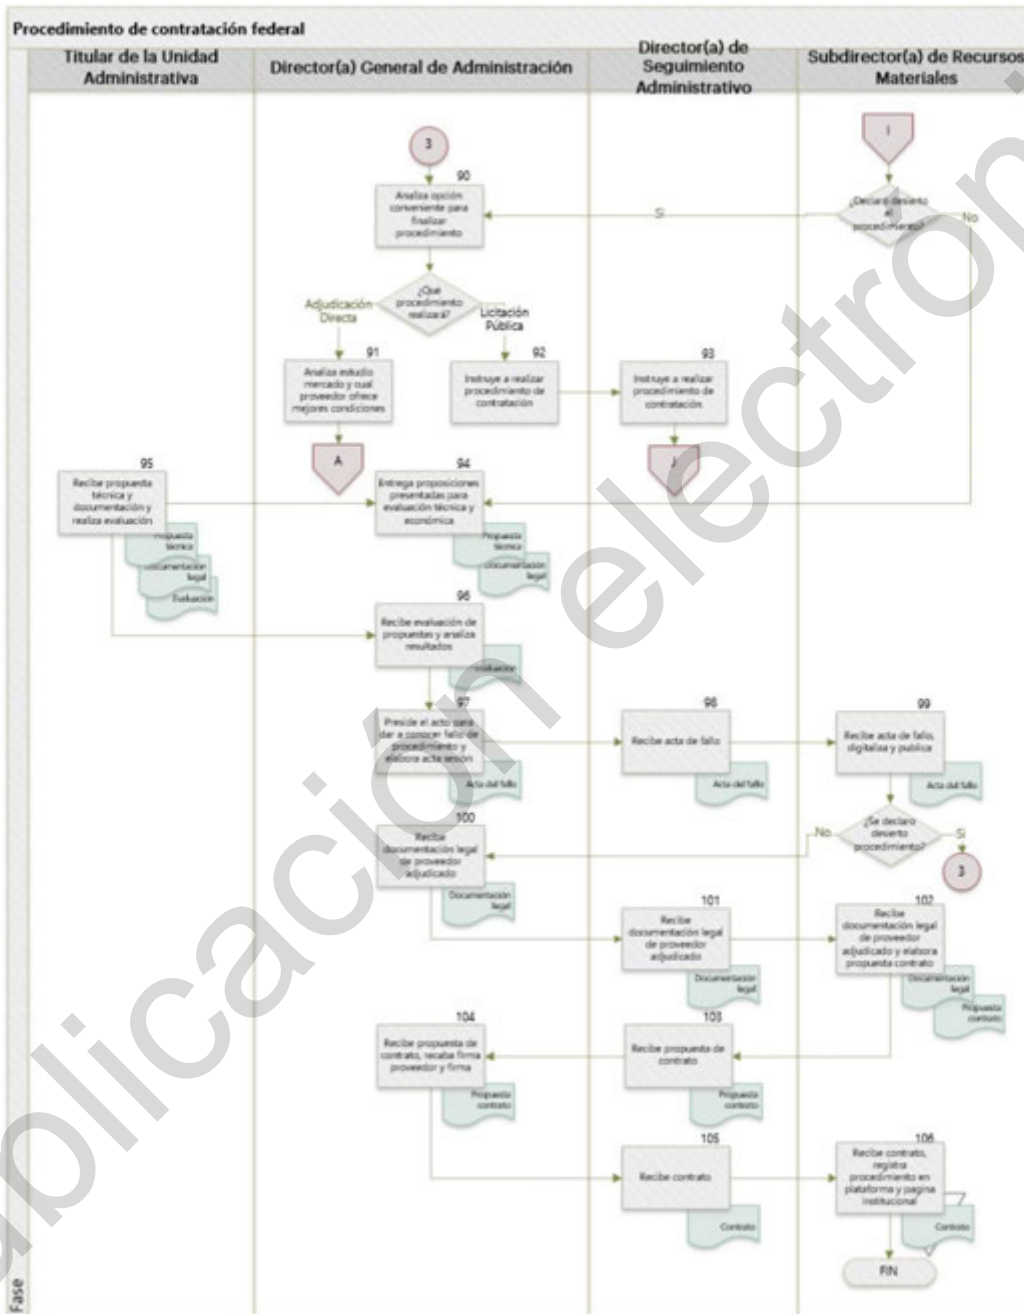 Procedimiento de contratación federal
Titular de la Unidad
Administrativa
Director(a) General de Administración
Director(a) de
Seguimiento
Administrativo
Subdirector(a) de Recursos
Materiales
3
I
90
Analiza opción
conveniente para
finalizar
procedimiento
Si
¿Declaró desierto
el
procedimiento?
No
¿Qué
procedimiento
realizará?
Adjudicación
Directa
Licitación
Pública
91
Analiza estudio
mercado y cual
proveedor ofrece
mejores condiciones
92
Instruye a realizar
procedimiento de
contratación
93
Instruye a realizar
procedimiento de
contratación
A
J
95
Recibe propuesta
técnica y
documentación y
realiza evaluación
Propuesta
técnica
Documentación
legal
Evaluación
94
Entrega proposiciones
presentadas para
evaluación técnica y
económica
Propuesta
técnica
Documentación
legal
96
Recibe evaluación de
propuestas y analiza
resultados
Evaluación
97
Preside el acto para
dar a conocer fallo de
procedimiento y
elabora acta sesión
Acta del fallo
98
Recibe acta de fallo
Acta del fallo
99
Recibe acta de fallo,
digitaliza y publica
Acta del fallo
¿Se declaro
desierto
procedimiento?
No
Si
3
100
Recibe
documentación legal
de proveedor
adjudicado
Documentación
legal
101
Recibe
documentación legal
de proveedor
adjudicado
Documentación
legal
102
Recibe
documentación legal
de proveedor
adjudicado y elabora
propuesta contrato
Documentación
legal
Propuesta
contrato
104
Recibe propuesta de
contrato, recaba firma
proveedor y firma
Propuesta
contrato
103
Recibe propuesta de
contrato
Propuesta
contrato
105
Recibe contrato
Contrato
106
Recibe contrato,
registra
procedimiento en
plataforma y pagina
institucional
Contrato
FIN
Fase
ublicación electróni